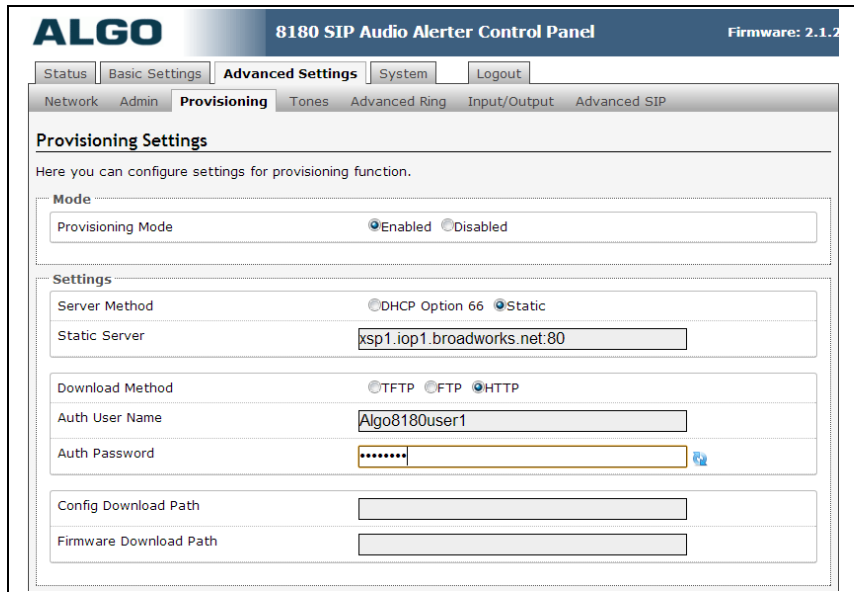 ALGO 8180 SIP Audio Alerter Control Panel Firmware: 2.1.2
Status Basic Settings Advanced Settings System Logout
Network Admin Provisioning Tones Advanced Ring Input/Output Advanced SIP
Provisioning Settings
Here you can configure settings for provisioning function.
Mode
Provisioning Mode Enabled Disabled
Settings
Server Method DHCP Option 66 Static
Static Server xsp1.iop1.broadworks.net:80
Download Method TFTP FTP HTTP
Auth User Name Algo8180user1
Auth Password ••••••••
Config Download Path
Firmware Download Path